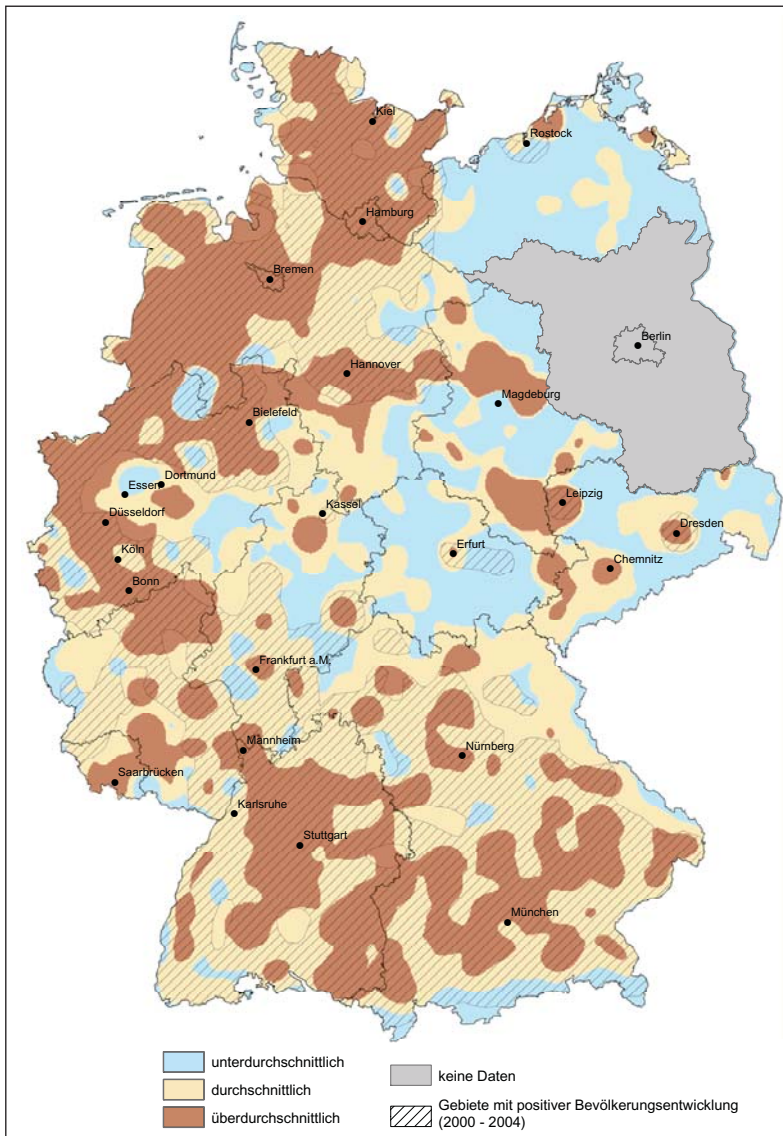 Kiel
Rostock
Hamburg
Bremen
Berlin
Hannover
Magdeburg
Bielefeld
Dortmund
Essen
Leipzig
Kassel
Düsseldorf
Dresden
Köln
Erfurt
Chemnitz
Bonn
Frankfurt a.M.
Mannheim
Nürnberg
Saarbrücken
Karlsruhe
Stuttgart
München
unterdurchschnittlich
durchschnittlich
überdurchschnittlich
keine Daten
Gebiete mit positiver Bevölkerungsentwicklung
(2000 - 2004)